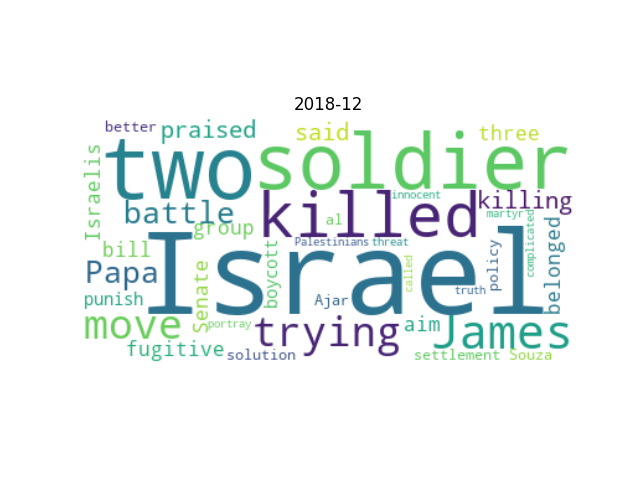 2018-12
better
praised
said
three
two
soldier
Israelis
battle
killed
innocent
killing
martyr
group
al
bill
Palestinians
threat
complicated
Papa
Israel
boycott
policy
belonged
Senate
called
punish
Ajar
truth
move
portray
trying
aim
James
fugitive
solution
settlement
Souza